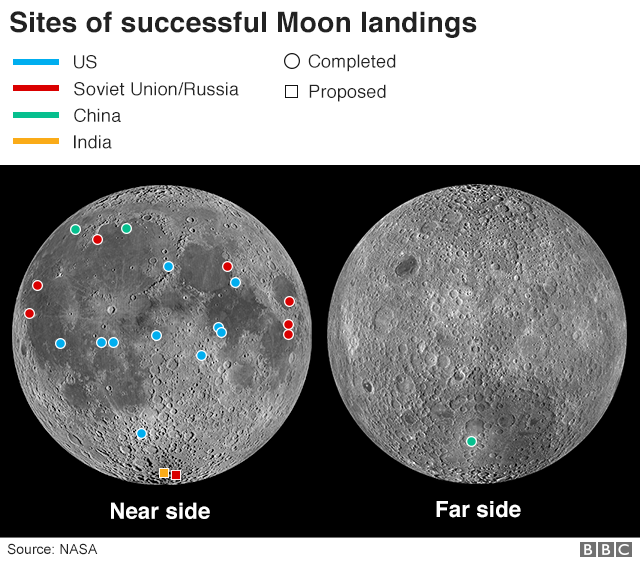 Sites of successful Moon landings
US
Completed
Soviet Union/Russia
Proposed
China
India
Near side
Far side
Source: NASA
BBC